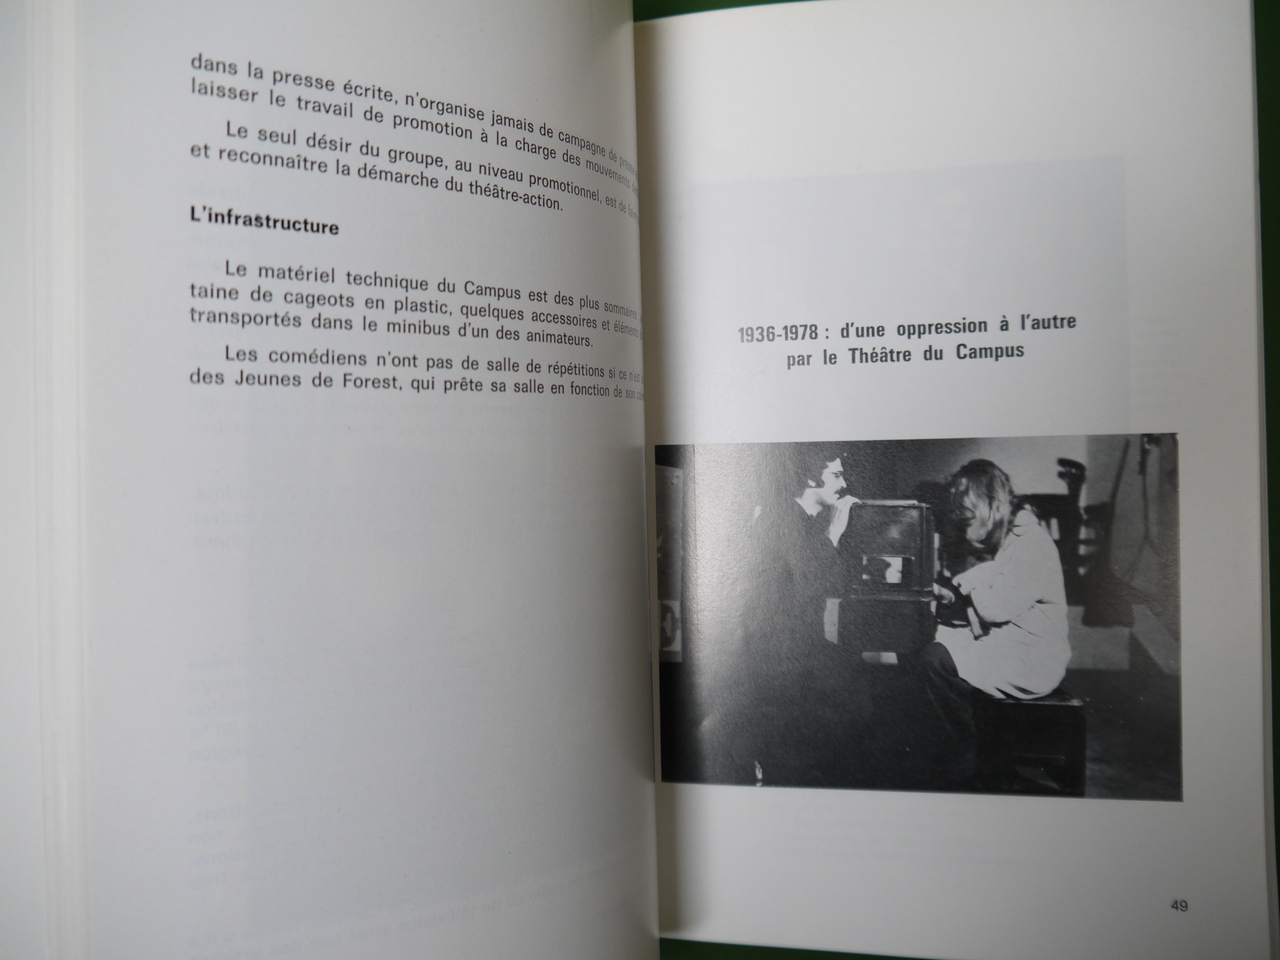 dans la presse écrite, n'organise jamais de campagne de presse
laisser le travail de promotion à la charge des mouvements
Le seul désir du groupe, au niveau promotionnel, est de
et reconnaître la démarche du théâtre-action.
L'infrastructure
Le matériel technique du Campus est des plus sommaires
taine de cageots en plastic, quelques accessoires et éléments
transportés dans le minibus d'un des animateurs.
Les comédiens n'ont pas de salle de répétitions si ce n'est
des Jeunes de Forest, qui prête sa salle en fonction de son
1936-1978 : d'une oppression à l'autre
par le Théâtre du Campus
E
49